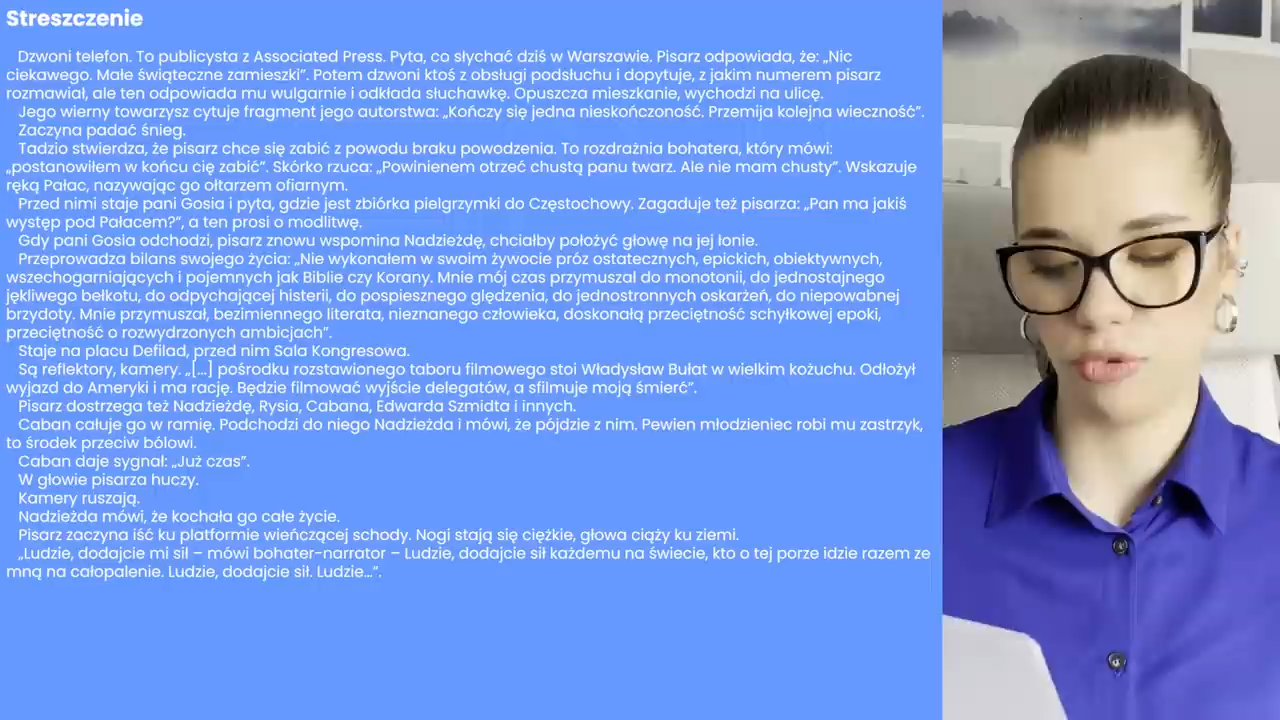 Streszczenie
Dzwoni telefon. To publicysta z Associated Press. Pyta, co słychać dziś w Warszawie. Pisarz odpowiada, że: „Nic
ciekawego. Małe świąteczne zamieszki”. Potem dzwoni ktoś z obsługi podsłuchu i dopytuje, z jakim numerem pisarz
rozmawiał, ale ten odpowiada mu wulgarnie i odkłada słuchawkę. Opuszcza mieszkanie, wychodzi na ulicę.
Jego wierny towarzysz cytuje fragment jego autorstwa: „Kończy się jedna nieskończoność. Przemija kolejna wieczność”.
Zaczyna padać śnieg.
Tadzio stwierdza, że pisarz chce się zabić z powodu braku powodzenia. To rozdrażnia bohatera, który mówi:
„postanowiłem w końcu cię zabić”. Skórko rzuca: „Powinienem otrzeć chustą panu twarz. Ale nie mam chusty”. Wskazuje
ręką Pałac, nazywając go ołtarzem ofiarnym.
Przed nimi staje pani Gosia i pyta, gdzie jest zbiórka pielgrzymki do Częstochowy. Zagaduje też pisarza: „Pan ma jakiś
występ pod Pałacem?”, a ten prosi o modlitwę.
Gdy pani Gosia odchodzi, pisarz znowu wspomina Nadzieżdę, chciałby położyć głowę na jej łonie.
Przeprowadza bilans swojego życia: „Nie wykonałem w swoim żywocie próz ostatecznych, epickich, obiektywnych,
wszechogarniających i pojemnych jak Biblie czy Korany. Mnie mój czas przymuszał do monotonii, do jednostajnego
jękliwego bełkotu, do odpychającej histerii, do pospiesznego ględzenia, do jednostronnych oskarżeń, do niepowabnej
brzydoty. Mnie przymuszał, bezimiennego literata, nieznanego człowieka, doskonałą przeciętność schyłkowej epoki,
przeciętność o rozwydrzonych ambicjach”.
Staje na placu Defilad, przed nim Sala Kongresowa.
Są reflektory, kamery. „[...] pośrodku rozstawionego taboru filmowego stoi Władysław Bułat w wielkim kożuchu. Odłożył
wyjazd do Ameryki i ma rację. Będzie filmować wyjście delegatów, a sfilmuje moją śmierć”.
Pisarz dostrzega też Nadzieżdę, Rysia, Cabana, Edwarda Szmidta i innych.
Caban całuje go w ramię. Podchodzi do niego Nadzieżda i mówi, że pójdzie z nim. Pewien młodzieniec robi mu zastrzyk,
to środek przeciw bólowi.
Caban daje sygnał: „Już czas”.
W głowie pisarza huczy.
Kamery ruszają.
Nadzieżda mówi, że kochała go całe życie.
Pisarz zaczyna iść ku platformie wieńczącej schody. Nogi stają się ciężkie, głowa ciąży ku ziemi.
„Ludzie, dodajcie mi sił – mówi bohater-narrator – Ludzie, dodajcie sił każdemu na świecie, kto o tej porze idzie razem ze
mną na całopalenie. Ludzie, dodajcie sił. Ludzie…”.